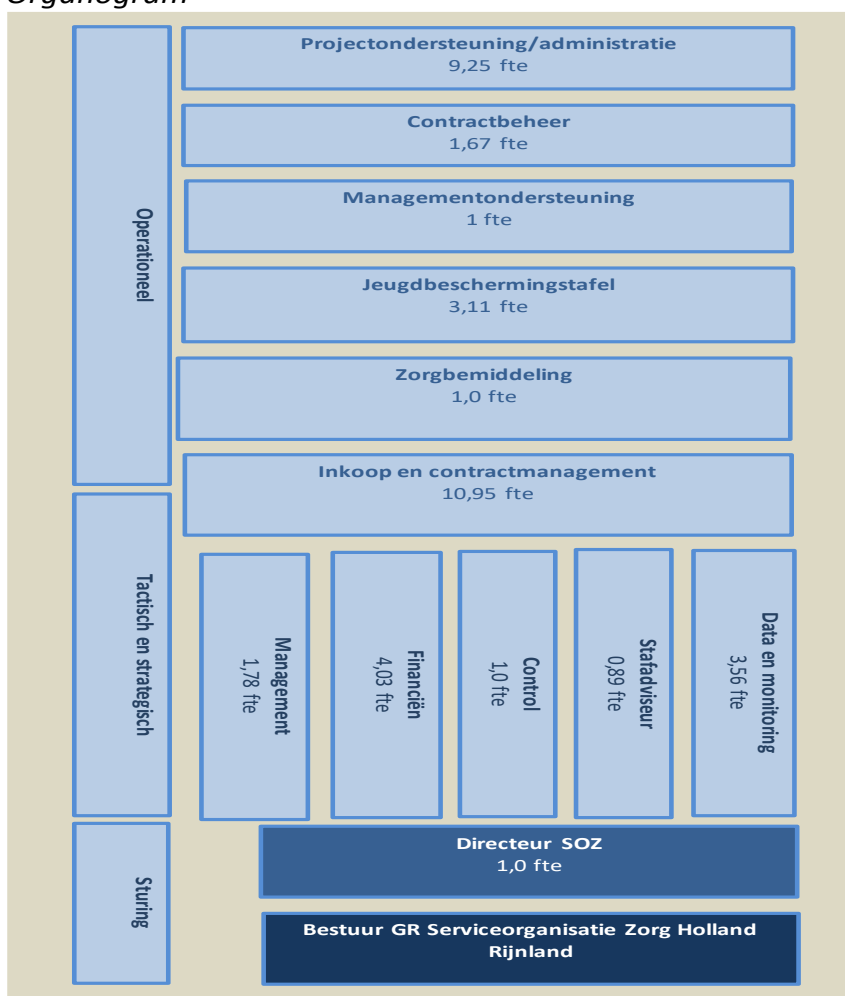 Organogram
Projectondersteuning/administratie
9,25 fte
Contractbeheer
1,67 fte
Managementondersteuning
1 fte
Jeugdbeschermingstafel
3,11 fte
Zorgbemiddeling
1,0 fte
Operationeel
Inkoop en contractmanagement
10,95 fte
Tactisch en strategisch
Management
1,78 fte
Financiën
4,03 fte
Control
1,0 fte
Stafadviseur
0,89 fte
Data en monitoring
3,56 fte
Sturing
Directeur SOZ
1,0 fte
Bestuur GR Serviceorganisatie Zorg Holland
Rijnland